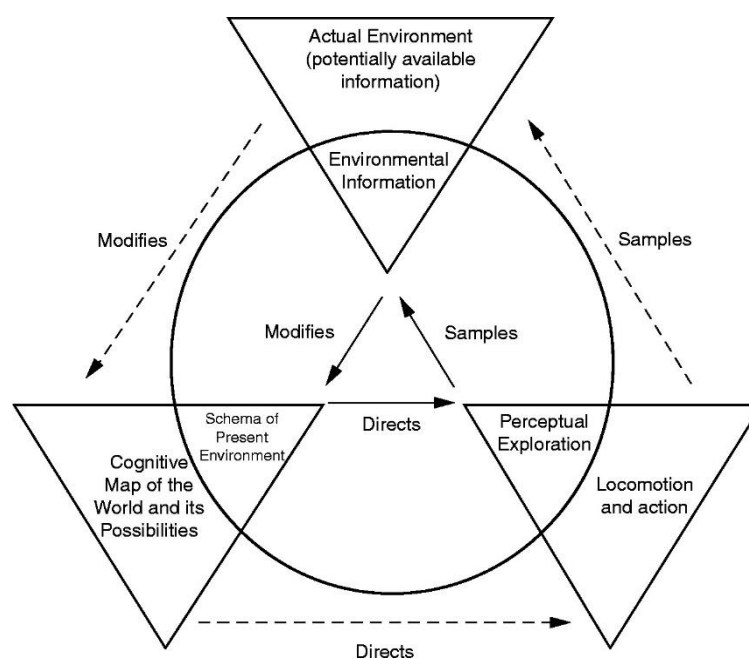 Actual Environment
(potentially available
information)
Environmental
Information
Modifies
Samples
Modifies
Samples
Schema of
Present
Environment
Directs
Perceptual
Exploration
Cognitive
Map of the
World and its
Possibilities
Locomotion
and action
Directs